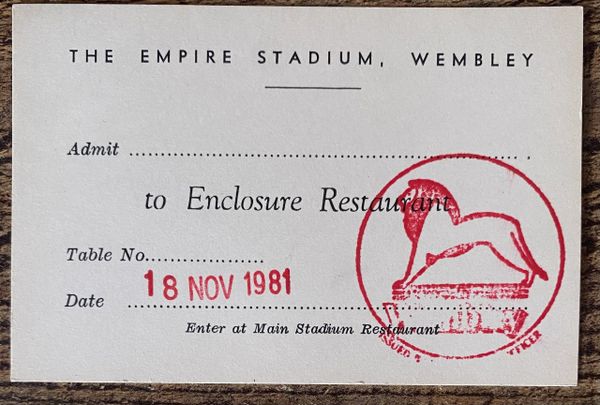 THE EMPIRE STADIUM, WEMBLEY
Admit ..............................................................
to Enclosure Restaurant
Table No...................
18 NOV 1981
Date ..............................................................
Enter at Main Stadium Restaurant
ISSUED